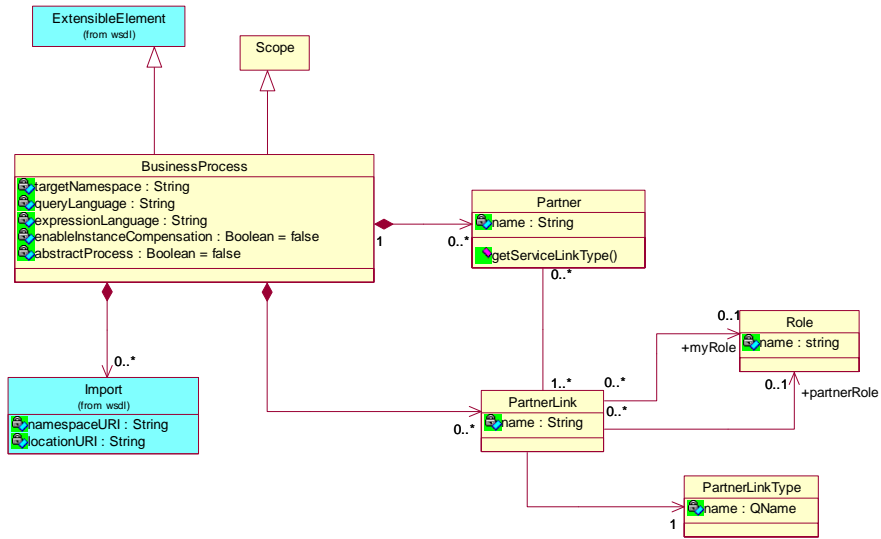 ExtensibleElement
(from wsdl)
Scope
BusinessProcess
targetNamespace : String
queryLanguage : String
expressionLanguage : String
enableInstanceCompensation : Boolean = false
abstractProcess : Boolean = false
1
0..*
Partner
name : String
getServiceLinkType()
0..*
0..*
Import
(from wsdl)
namespaceURI : String
locationURI : String
0..*
1..*
PartnerLink
name : String
0..*
0..*
0..1
+myRole
Role
name : string
0..1
+partnerRole
PartnerLinkType
name : QName
1